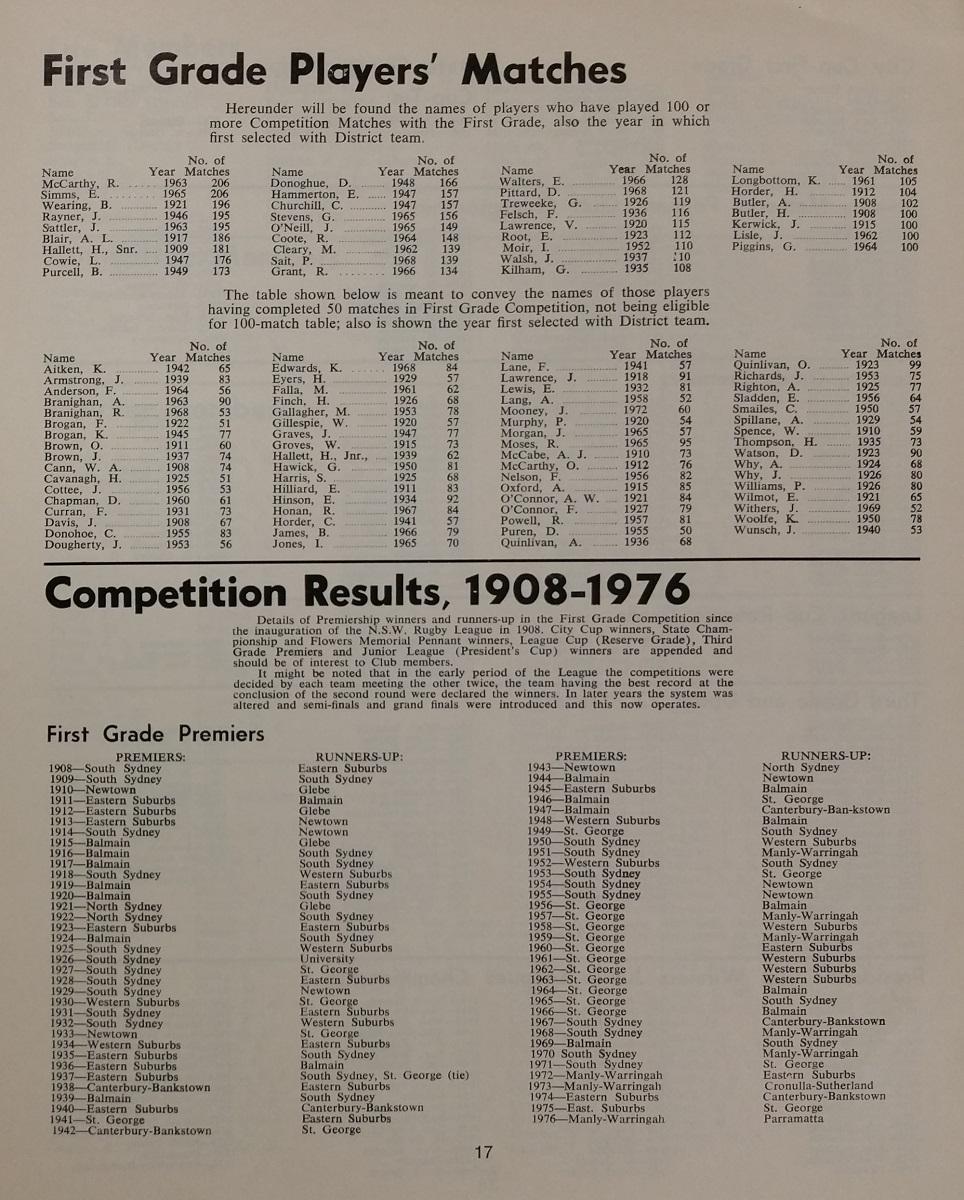 First Grade Players' Matches
Hereunder will be found the names of players who have played 100 or
more Competition Matches with the First Grade, also the year in which
first selected with District team.
No. of
Name Year Matches
McCarthy, R. ...... 1963 206
Simms, E. ........ 1965 206
Wearing, B. ........ 1921 196
Rayner, J. ........ 1946 195
Sattler, J. ........ 1963 195
Blair, A. L. ........ 1917 186
Hallett, H., Snr. .... 1909 181
Cowie, L. ........ 1947 176
Purcell, B. ........ 1949 173
No. of
Name Year Matches
Donoghue, D. .... 1948 166
Hammerton, E. .... 1947 157
Churchill, C. ...... 1947 157
Stevens, G. ........ 1965 156
O'Neill, J. ........ 1965 149
Coote, R. ........ 1964 148
Cleary, M. ........ 1962 139
Sait, P. ........ 1968 139
Grant, R. ........ 1966 134
No. of
Name Year Matches
Walters, E. ........ 1966 128
Pittard, D. ........ 1968 121
Treweeke, G. .... 1926 119
Felsch, F. ........ 1936 116
Lawrence, V. .... 1920 115
Root, E. ........ 1923 112
Moir, I. ........ 1952 110
Walsh, J. ........ 1937 :10
Kilham, G. ........ 1935 108
No. of
Name Year Matches
Longbottom, K. .... 1961 105
Horder, H. ........ 1912 104
Butler, A. ........ 1908 102
Butler, H. ........ 1908 100
Kerwick, J. ........ 1915 100
Lisle, J. ........ 1962 100
Piggins, G. ........ 1964 100
The table shown below is meant to convey the names of those players
having completed 50 matches in First Grade Competition, not being eligible
for 100-match table; also is shown the year first selected with District team.
No. of
Name Year Matches
Aitken, K. ........ 1942 65
Armstrong, J. .... 1939 83
Anderson, F. ...... 1964 56
Branighan, A. .... 1963 90
Branighan, R. .... 1968 53
Brogan, F. ........ 1922 51
Brogan, K. ........ 1945 77
Brown, O. ........ 1911 60
Brown, J. ........ 1937 74
Cann, W. A. ...... 1908 74
Cavanagh, H. .... 1925 51
Cottee, J. ........ 1956 53
Chapman, D. .... 1960 61
Curran, F. ........ 1931 73
Davis, J. ........ 1908 67
Donohoe, C. ...... 1955 83
Dougherty, J. .... 1953 56
No. of
Name Year Matches
Edwards, K. ...... 1968 84
Eyers, H. ........ 1929 57
Falla, M. ........ 1961 62
Finch, H. ........ 1926 68
Gallagher, M. .... 1953 78
Gillespie, W. ...... 1920 57
Graves, J. ........ 1947 77
Groves, W. ........ 1915 73
Hallett, H., Jnr., .... 1939 62
Hawick, G. ........ 1950 81
Harris, S. ........ 1925 68
Hilliard, E. ........ 1911 83
Hinson, E. ........ 1934 92
Honan, R. ........ 1967 84
Horder, C. ........ 1941 57
James, B. ........ 1966 79
Jones, I. ........ 1965 70
No. of
Name Year Matches
Lane, F. ........ 1941 57
Lawrence, J. ...... 1918 91
Lewis, E. ........ 1932 81
Lang, A. ........ 1958 52
Mooney, J. ........ 1972 60
Murphy, P. ........ 1920 54
Morgan, J. ........ 1965 57
Moses, R. ........ 1965 95
McCabe, A. J. .... 1910 73
McCarthy, O. .... 1912 76
Nelson, F. ........ 1956 82
Oxford, A. ........ 1915 85
O'Connor, A. W. .... 1921 84
O'Connor, F. ...... 1927 79
Powell, R. ........ 1957 81
Puren, D. ........ 1955 50
Quinlivan, A. .... 1936 68
No. of
Name Year Matches
Quinlivan, O. .... 1923 99
Richards, J. ...... 1953 75
Righton, A. ...... 1925 77
Sladden, E. ...... 1956 64
Smailes, C. ...... 1950 57
Spillane, A. ...... 1929 54
Spence, W. ...... 1910 59
Thompson, H. .... 1935 73
Watson, D. ...... 1923 90
Why, A. ........ 1924 68
Why, J. ........ 1926 80
Williams, P. ...... 1926 80
Wilmot, E. ........ 1921 65
Withers, J. ........ 1969 52
Woolfe, K. ........ 1950 78
Wunsch, J. ........ 1940 53
Competition Results, 1908-1976
Details of Premiership winners and runners-up in the First Grade Competition since
the inauguration of the N.S.W. Rugby League in 1908. City Cup winners, State Cham-
pionship and Flowers Memorial Pennant winners, League Cup (Reserve Grade), Third
Grade Premiers and Junior League (President's Cup) winners are appended and
should be of interest to Club members.
It might be noted that in the early period of the League the competitions were
decided by each team meeting the other twice, the team having the best record at the
conclusion of the second round were declared the winners. In later years the system was
altered and semi-finals and grand finals were introduced and this now operates.
First Grade Premiers
PREMIERS: RUNNERS-UP:
1908—South Sydney Eastern Suburbs
1909—South Sydney South Sydney
1910—Newtown Glebe
1911—Eastern Suburbs Balmain
1912—Eastern Suburbs Glebe
1913—Eastern Suburbs Newtown
1914—South Sydney Newtown
1915—Balmain Glebe
1916—Balmain South Sydney
1917—Balmain South Sydney
1918—South Sydney Western Suburbs
1919—Balmain Eastern Suburbs
1920—Balmain South Sydney
1921—North Sydney Glebe
1922—North Sydney South Sydney
1923—Eastern Suburbs Eastern Suburbs
1924—Balmain South Sydney
1925—South Sydney Western Suburbs
1926—South Sydney University
1927—South Sydney St. George
1928—South Sydney Eastern Suburbs
1929—South Sydney Newtown
1930—Western Suburbs St. George
1931—South Sydney Eastern Suburbs
1932—South Sydney Western Suburbs
1933—Newtown St. George
1934—Western Suburbs Eastern Suburbs
1935—Eastern Suburbs South Sydney
1936—Eastern Suburbs Balmain
1937—Eastern Suburbs South Sydney, St. George (tie)
1938—Canterbury-Bankstown Eastern Suburbs
1939—Balmain South Sydney
1940—Eastern Suburbs Canterbury-Bankstown
1941—St. George Eastern Suburbs
1942—Canterbury-Bankstown St. George
PREMIERS: RUNNERS-UP:
1943—Newtown North Sydney
1944—Balmain Newtown
1945—Eastern Suburbs Balmain
1946—Balmain St. George
1947—Balmain Canterbury-Ban-kstown
1948—Western Suburbs Balmain
1949—St. George South Sydney
1950—South Sydney Western Suburbs
1951—South Sydney Manly-Warringah
1952—Western Suburbs South Sydney
1953—South Sydney St. George
1954—South Sydney Newtown
1955—South Sydney Newtown
1956—St. George Balmain
1957—St. George Manly-Warringah
1958—St. George Western Suburbs
1959—St. George Manly-Warringah
1960—St. George Eastern Suburbs
1961—St. George Western Suburbs
1962—St. George Western Suburbs
1963—St. George Western Suburbs
1964—St. George Balmain
1965—St. George South Sydney
1966—St. George Balmain
1967—South Sydney Canterbury-Bankstown
1968—South Sydney Manly-Warringah
1969—Balmain South Sydney
1970 South Sydney Manly-Warringah
1971—South Sydney St. George
1972—Manly-Warringah Eastern Suburbs
1973—Manly-Warringah Cronulla-Sutherland
1974—Eastern Suburbs Canterbury-Bankstown
1975—East. Suburbs St. George
1976—Manly-Warringah Parramatta
17